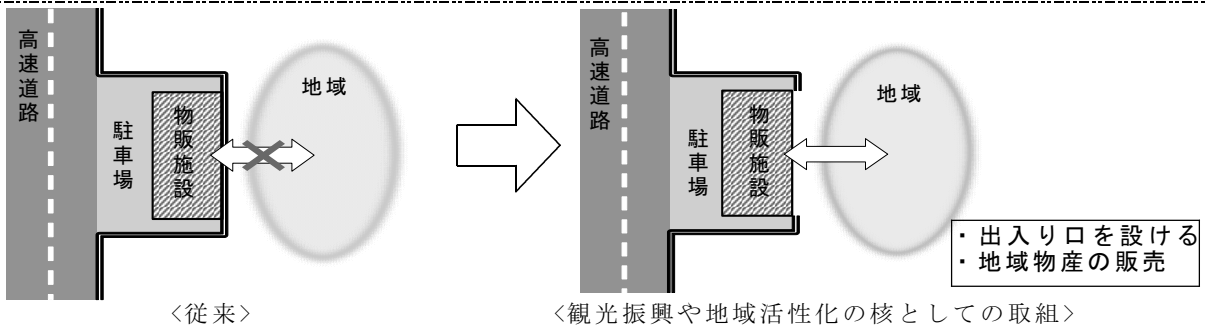 高速道路
駐車場
物販施設
地域
高速道路
駐車場
物販施設
地域
・出入り口を設ける
・地域物産の販売
<従来>
<観光振興や地域活性化の核としての取組>